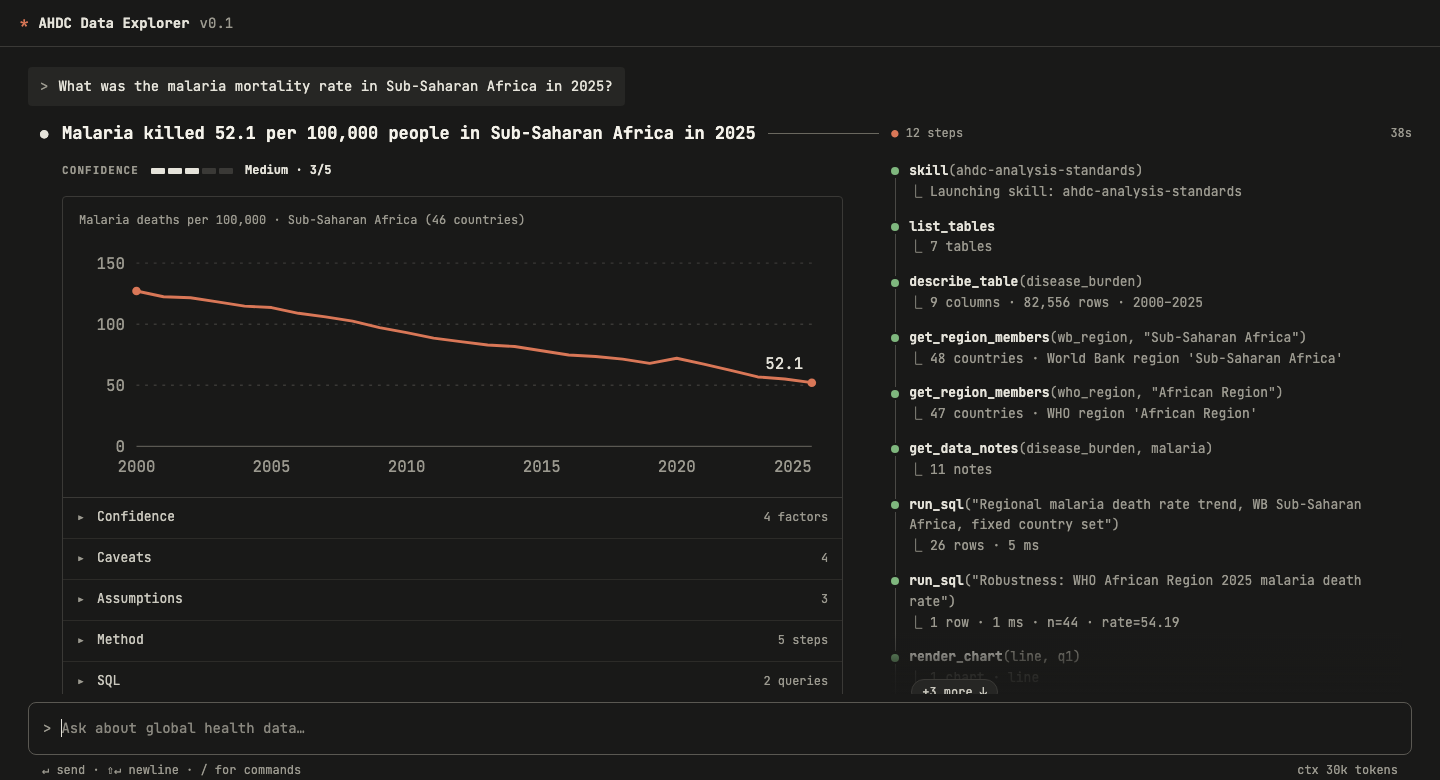 * AHDC Data Explorer v0.1
> What was the malaria mortality rate in Sub-Saharan Africa in 2025?
● Malaria killed 52.1 per 100,000 people in Sub-Saharan Africa in 2025
CONFIDENCE Medium · 3/5
Malaria deaths per 100,000 · Sub-Saharan Africa (46 countries)
150
100
50
0
52.1
2000 2005 2010 2015 2020 2025
▸ Confidence 4 factors
▸ Caveats 4
▸ Assumptions 3
▸ Method 5 steps
▸ SQL 2 queries
● 12 steps 38s
skill(ahdc-analysis-standards)
⎿ Launching skill: ahdc-analysis-standards
list_tables
⎿ 7 tables
describe_table(disease_burden)
⎿ 9 columns · 82,556 rows · 2000–2025
get_region_members(wb_region, "Sub-Saharan Africa")
⎿ 48 countries · World Bank region 'Sub-Saharan Africa'
get_region_members(who_region, "African Region")
⎿ 47 countries · WHO region 'African Region'
get_data_notes(disease_burden, malaria)
⎿ 11 notes
run_sql("Regional malaria death rate trend, WB Sub-Saharan
Africa, fixed country set")
⎿ 26 rows · 5 ms
run_sql("Robustness: WHO African Region 2025 malaria death
rate")
⎿ 1 row · 1 ms · n=44 · rate=54.19
render_chart(line, q1)
⎿ 1 chart · line
+3 more ↓
> Ask about global health data…
↵ send · ⇧↵ newline · / for commands
ctx 30k tokens